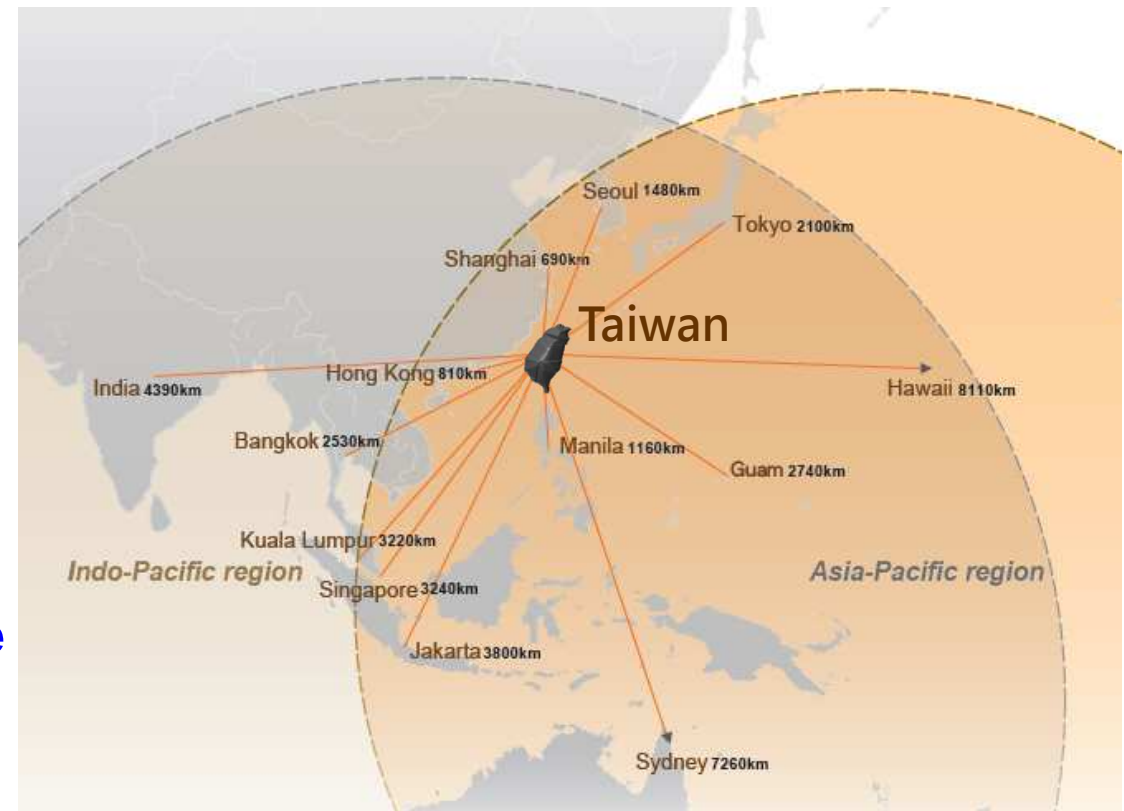 Seoul 1480km
Tokyo 2100km
Shanghai 690km
Taiwan
Hong Kong 810km
India 4390km
Hawaii 8110km
Bangkok 2530km
Manila 1160km
Guam 2740km
Kuala Lumpur 3220km
Indo-Pacific region
Asia-Pacific region
Singapore 3240km
e
Jakarta 3800km
Sydney 7260km